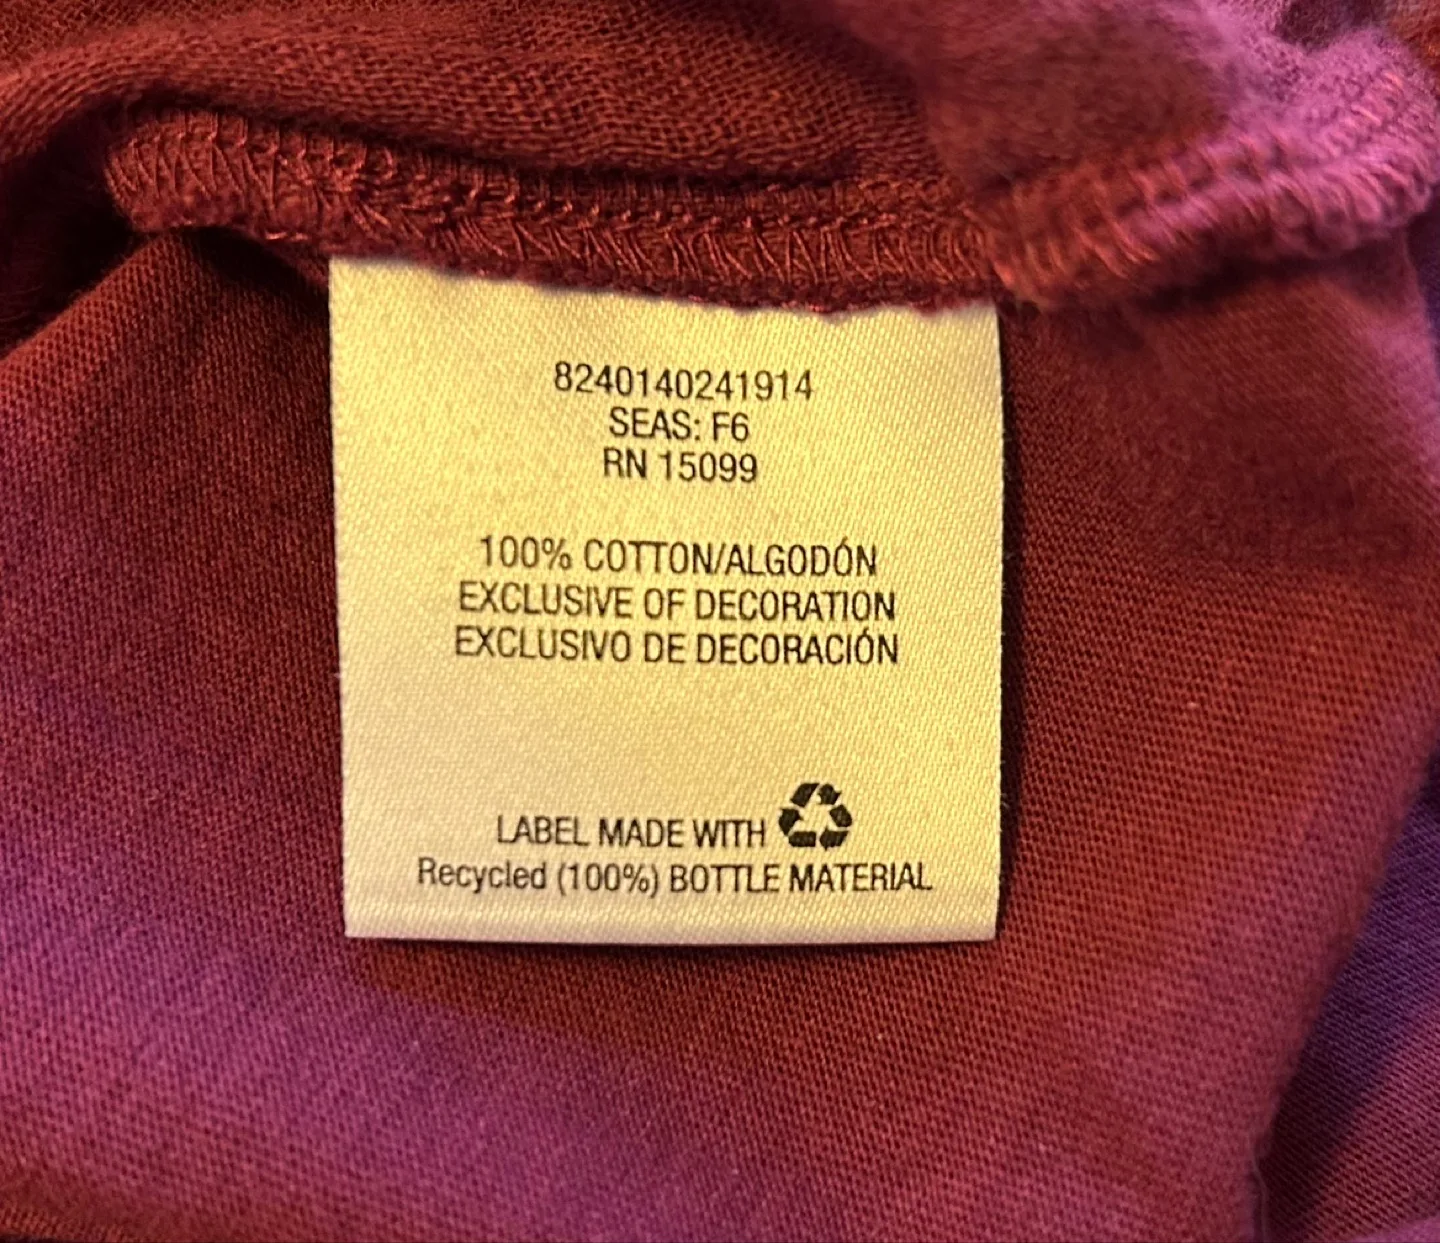 8240140241914
SEAS: F6
RN 15099
100% COTTON/ALGODÓN
EXCLUSIVE OF DECORATION
EXCLUSIVO DE DECORACIÓN
LABEL MADE WITH
Recycled (100%) BOTTLE MATERIAL